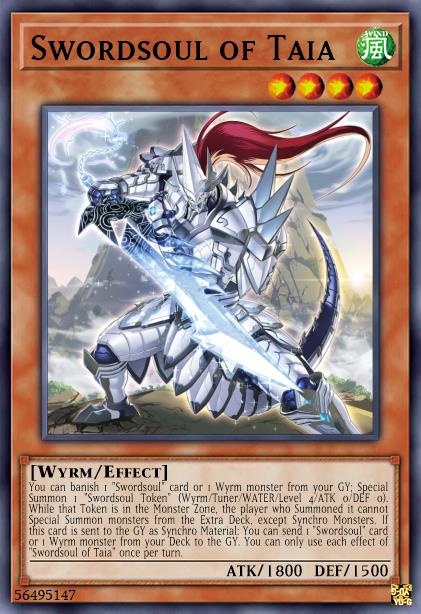 SWORDSOUL OF TAIA
WIND
風
[WYRM/EFFECT]
You can banish 1 "Swordsoul" card or 1 Wyrm monster from your GY; Special
Summon 1 "Swordsoul Token" (Wyrm/Tuner/WATER/Level 4/ATK 0/DEF 0).
While that Token is in the Monster Zone, the player who Summoned it cannot
Special Summon monsters from the Extra Deck, except Synchro Monsters. If
this card is sent to the GY as Synchro Material: You can send 1 "Swordsoul" card
or 1 Wyrm monster from your Deck to the GY. You can only use each effect of
"Swordsoul of Taia" once per turn.
ATK/1800 DEF/1500
56495147